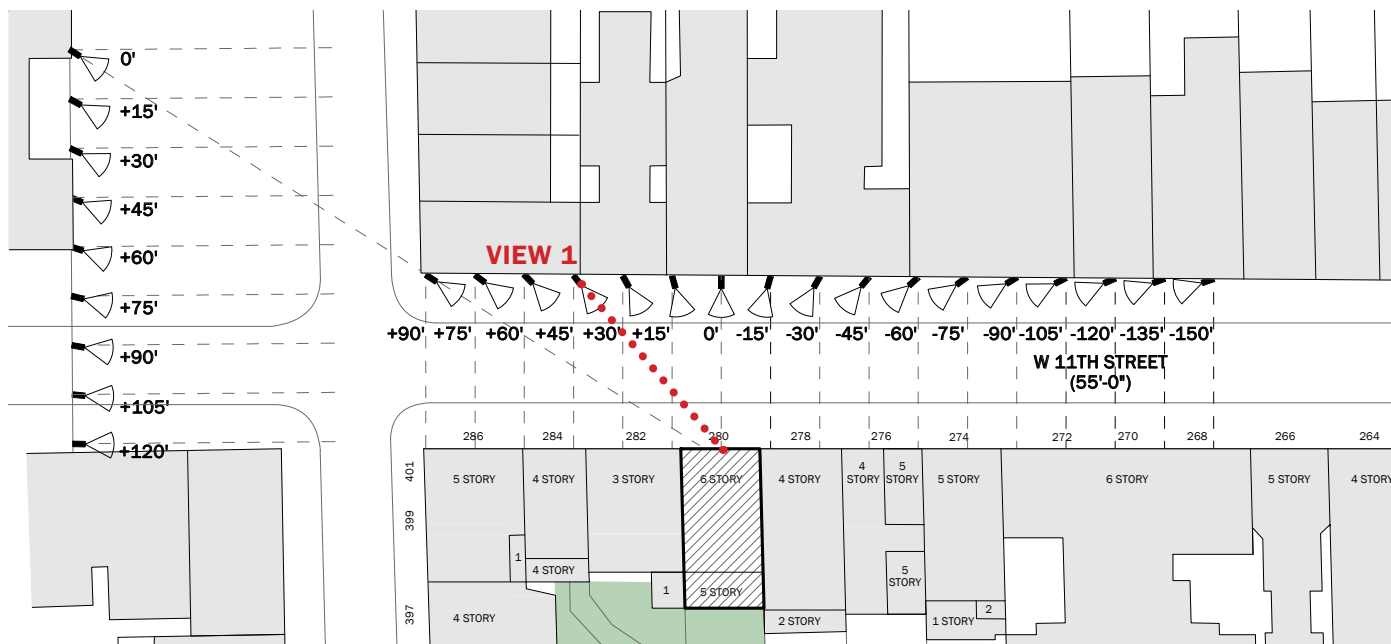 0'
+15'
+30'
+45'
+60'
+75'
+90'
+105'
+120'
VIEW 1
+90' +75' +60' +45' +30' +15' 0' -15' -30' -45' -60' -75' -90' -105' -120' -135' -150'
W 11TH STREET
(55'-0")
286 284 282 280 278 276 274 272 270 268 266 264
401
399
397
5 STORY
4 STORY
3 STORY
6 STORY
4 STORY
4
STORY
5
STORY
5 STORY
6 STORY
5 STORY
4 STORY
1
4 STORY
4 STORY
1
5 STORY
2 STORY
5
STORY
1 STORY
2